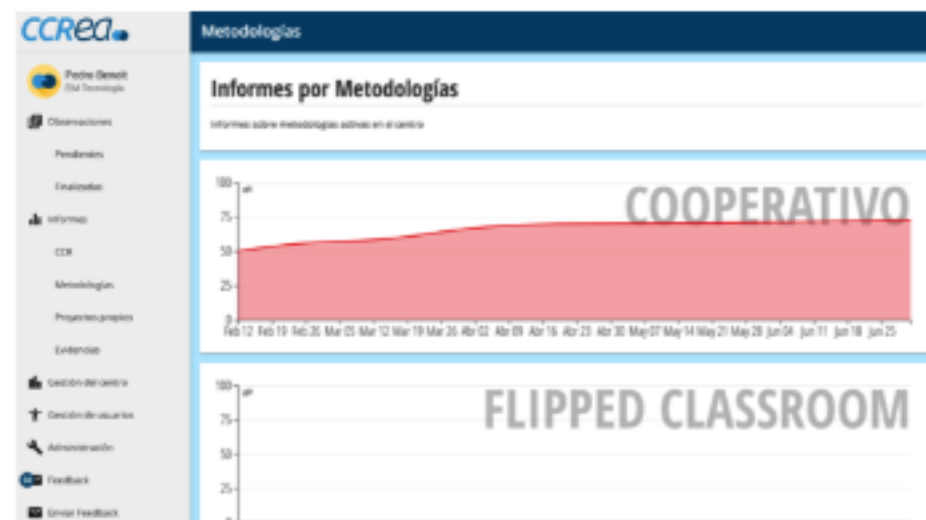 CCRea
Metodologías
Pedro Benoit
Observaciones
Pendientes
Finalizadas
Informes
CCR
Metodologías
Proyectos propios
Evidencias
Gestión del centro
Gestión de usuarios
Administración
Feedback
Enviar Feedback
Informes por Metodologías
Informes sobre metodologías activas en el centro
COOPERATIVO
100
%
75
50
25
0
Feb 12 Feb 19 Feb 26 Mar 05 Mar 12 Mar 19 Mar 26 Abr 02 Abr 09 Abr 16 Abr 23 Abr 30 May 07 May 14 May 21 May 28 Jun 04 Jun 11 Jun 18 Jun 25
FLIPPED CLASSROOM
100
%
75
50
25
0